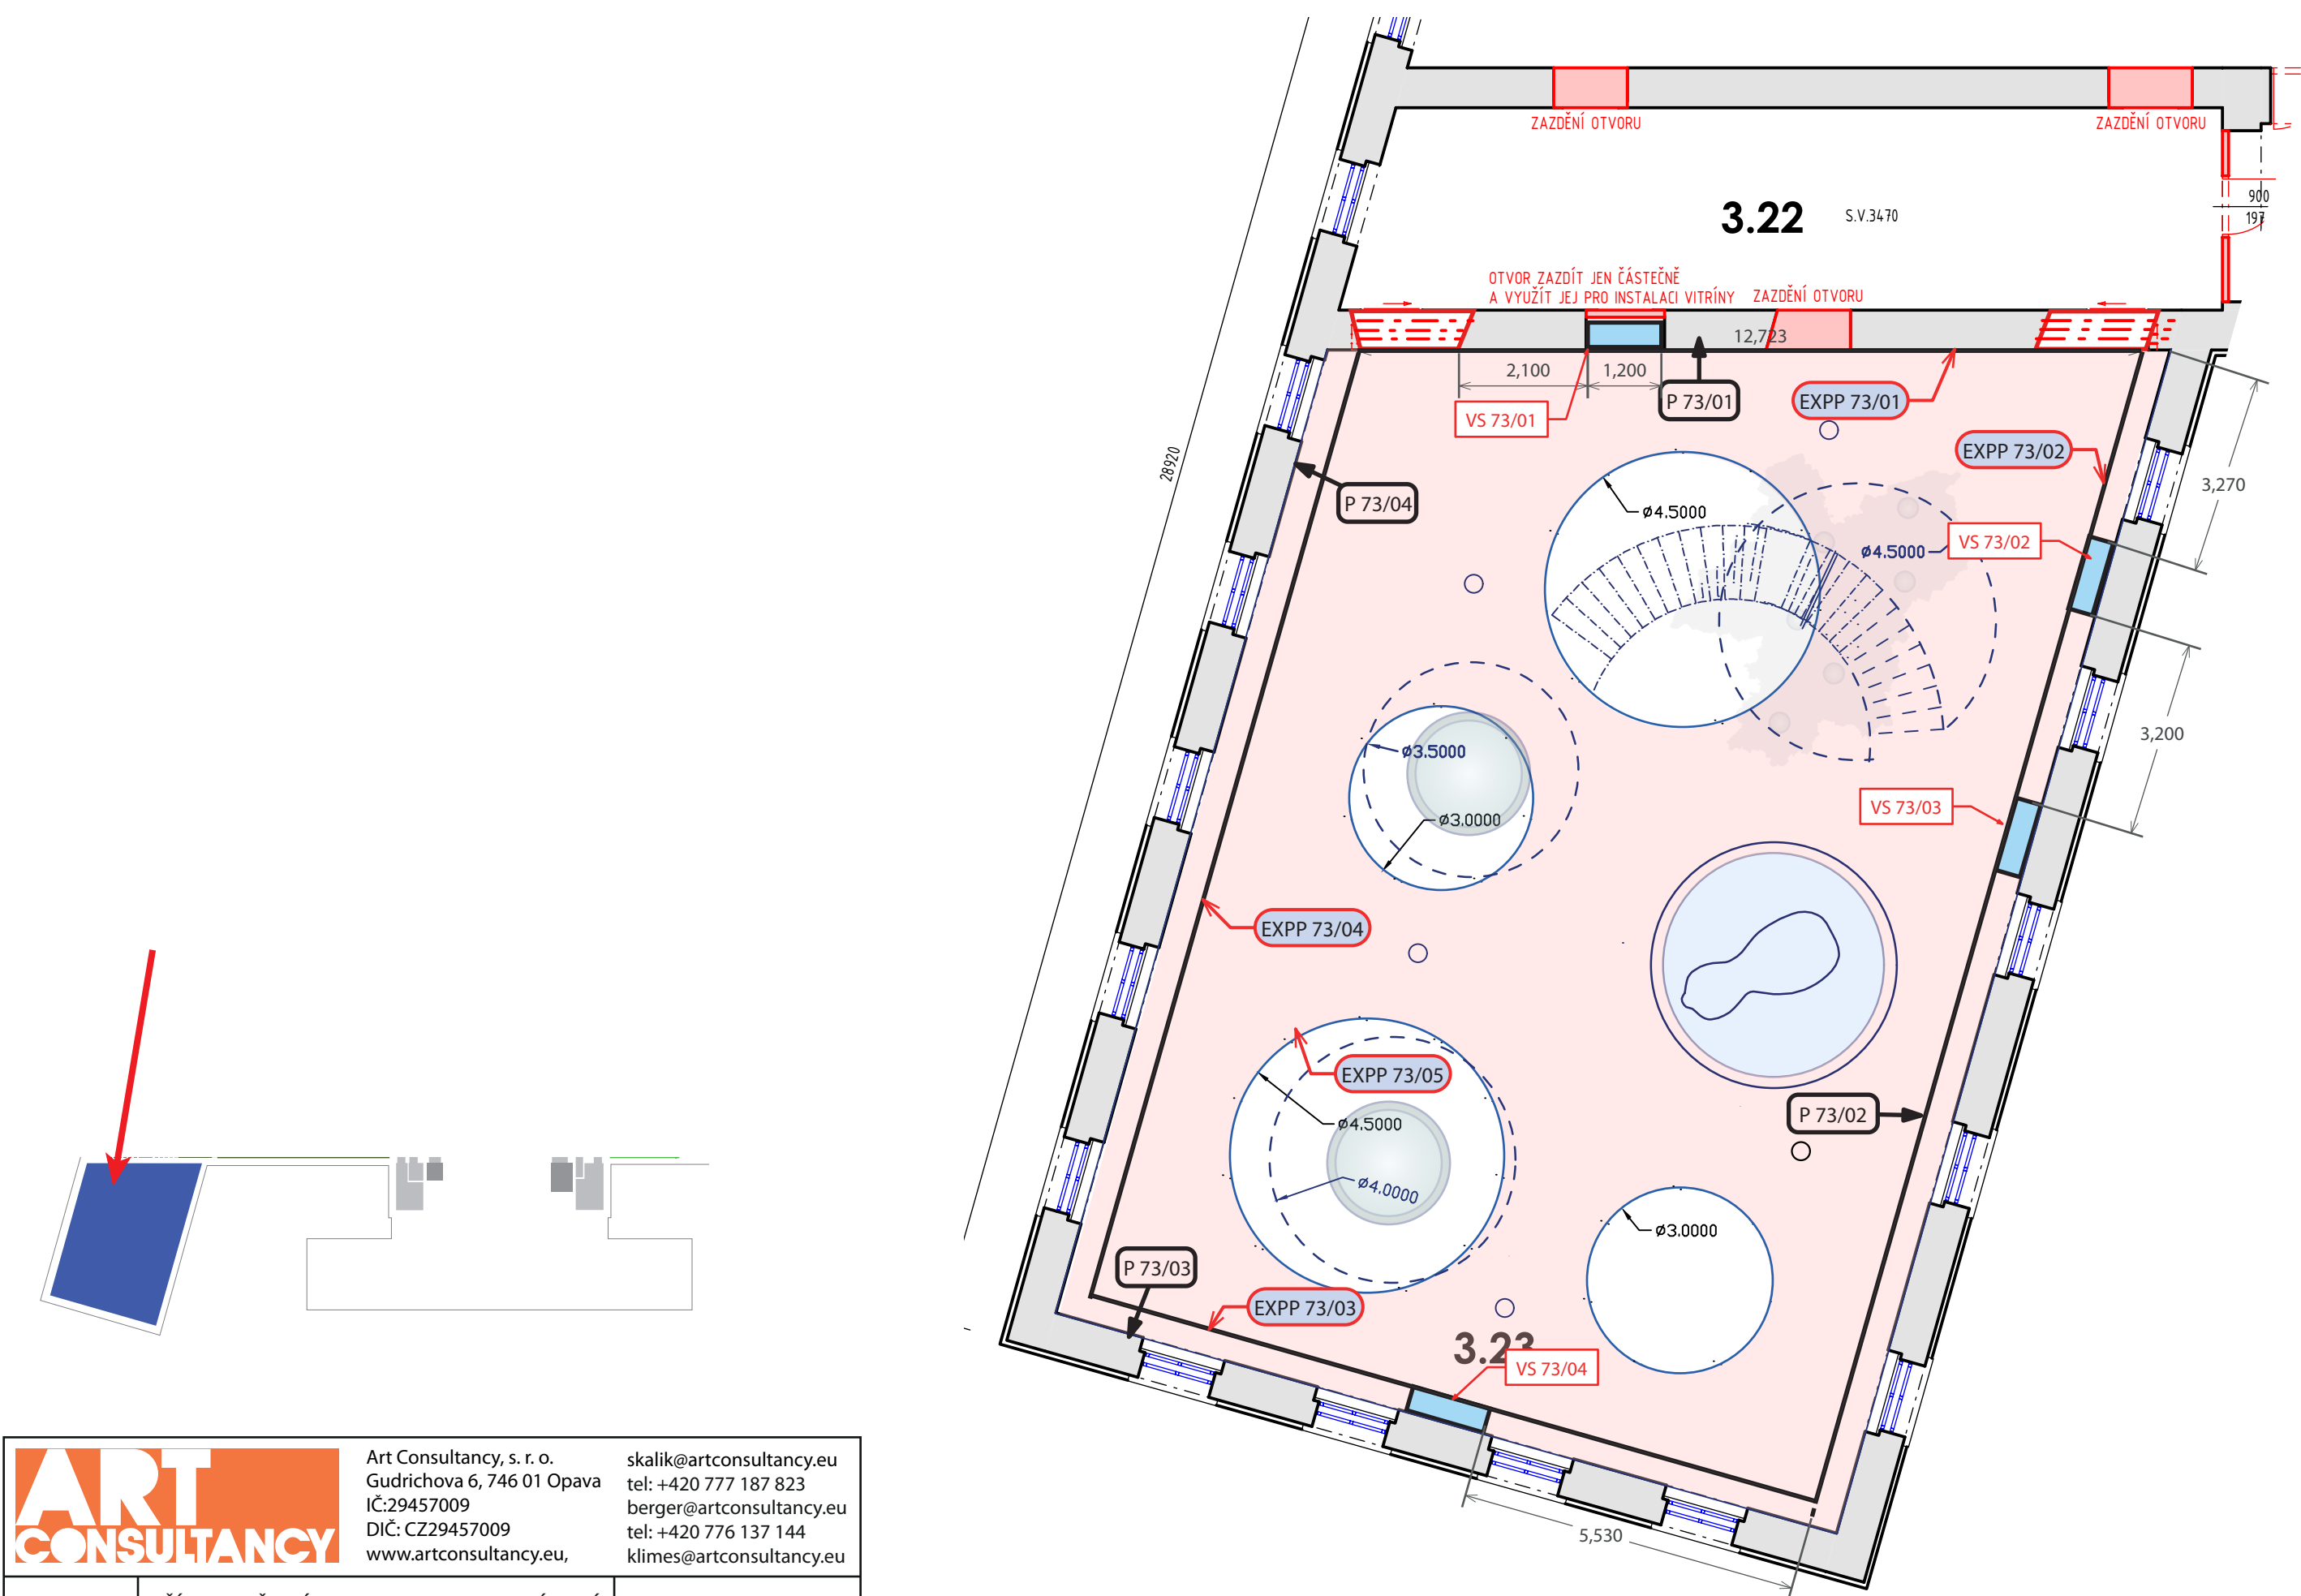 ZAZDĚNÍ OTVORU
ZAZDĚNÍ OTVORU
900
197
3.22
S.V.3470
OTVOR ZAZDÍT JEN ČÁSTEČNĚ
A VYUŽÍT JEJ PRO INSTALACI VITRÍNY
ZAZDĚNÍ OTVORU
12,723
2,100
1,200
P 73/01
EXPP 73/01
VS 73/01
EXPP 73/02
28920
3,270
P 73/04
ø4.5000
ø4.5000
VS 73/02
3,200
ø3.5000
ø3.0000
VS 73/03
EXPP 73/04
EXPP 73/05
ø4.5000
P 73/02
ø4.0000
ø3.0000
P 73/03
EXPP 73/03
3.23
VS 73/04
5,530
ART
CONSULTANCY
Art Consultancy, s. r. o.
Gudrichova 6, 746 01 Opava
IČ:29457009
DIČ: CZ29457009
www.artconsultancy.eu,
skalik@artconsultancy.eu
tel: +420 777 187 823
berger@artconsultancy.eu
tel: +420 776 137 144
klimes@artconsultancy.eu